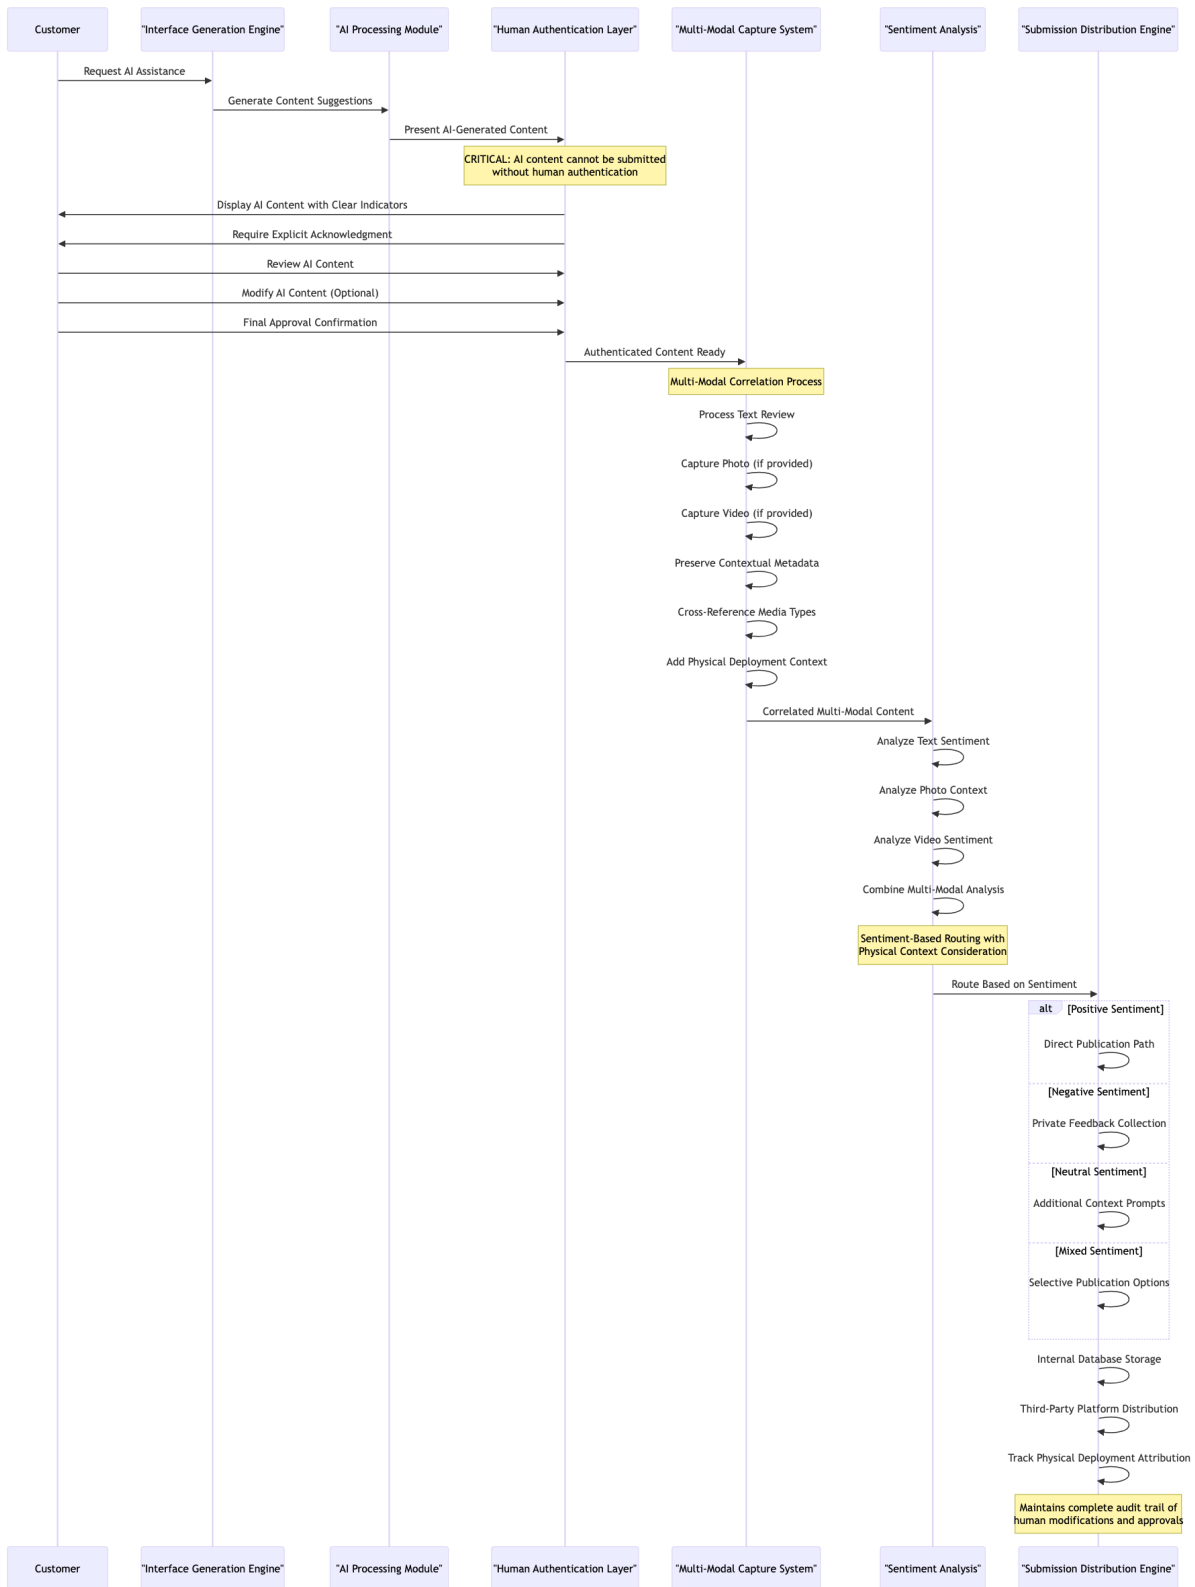 Customer
"Interface Generation Engine"
"AI Processing Module"
"Human Authentication Layer"
"Multi-Modal Capture System"
"Sentiment Analysis"
"Submission Distribution Engine"
Request AI Assistance
Generate Content Suggestions
Present AI-Generated Content
CRITICAL: AI content cannot be submitted
without human authentication
Display AI Content with Clear Indicators
Require Explicit Acknowledgment
Review AI Content
Modify AI Content (Optional)
Final Approval Confirmation
Authenticated Content Ready
Multi-Modal Correlation Process
Process Text Review
Capture Photo (if provided)
Capture Video (if provided)
Preserve Contextual Metadata
Cross-Reference Media Types
Add Physical Deployment Context
Correlated Multi-Modal Content
Analyze Text Sentiment
Analyze Photo Context
Analyze Video Sentiment
Combine Multi-Modal Analysis
Sentiment-Based Routing with
Physical Context Consideration
Route Based on Sentiment
alt
[Positive Sentiment]
Direct Publication Path
[Negative Sentiment]
Private Feedback Collection
[Neutral Sentiment]
Additional Context Prompts
[Mixed Sentiment]
Selective Publication Options
Internal Database Storage
Third-Party Platform Distribution
Track Physical Deployment Attribution
Maintains complete audit trail of
human modifications and approvals
Customer
"Interface Generation Engine"
"AI Processing Module"
"Human Authentication Layer"
"Multi-Modal Capture System"
"Sentiment Analysis"
"Submission Distribution Engine"